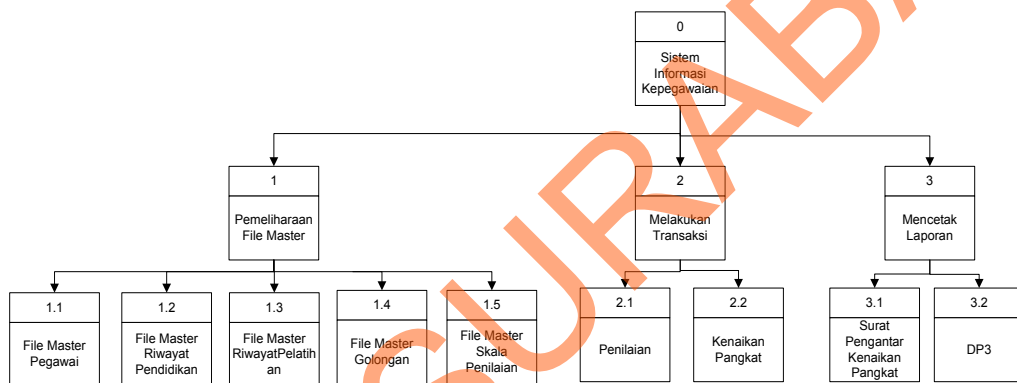 0
Sistem
Informasi
Kepegawaian
1
Pemeliharaan
File Master
2
Melakukan
Transaksi
3
Mencetak
Laporan
1.1
File Master
Pegawai
1.2
File Master
Riwayat
Pendidikan
1.3
File Master
RiwayatPelatih
an
1.4
File Master
Golongan
1.5
File Master
Skala
Penilaian
2.1
Penilaian
2.2
Kenaikan
Pangkat
3.1
Surat
Pengantar
Kenaikan
Pangkat
3.2
DP3
SURABA